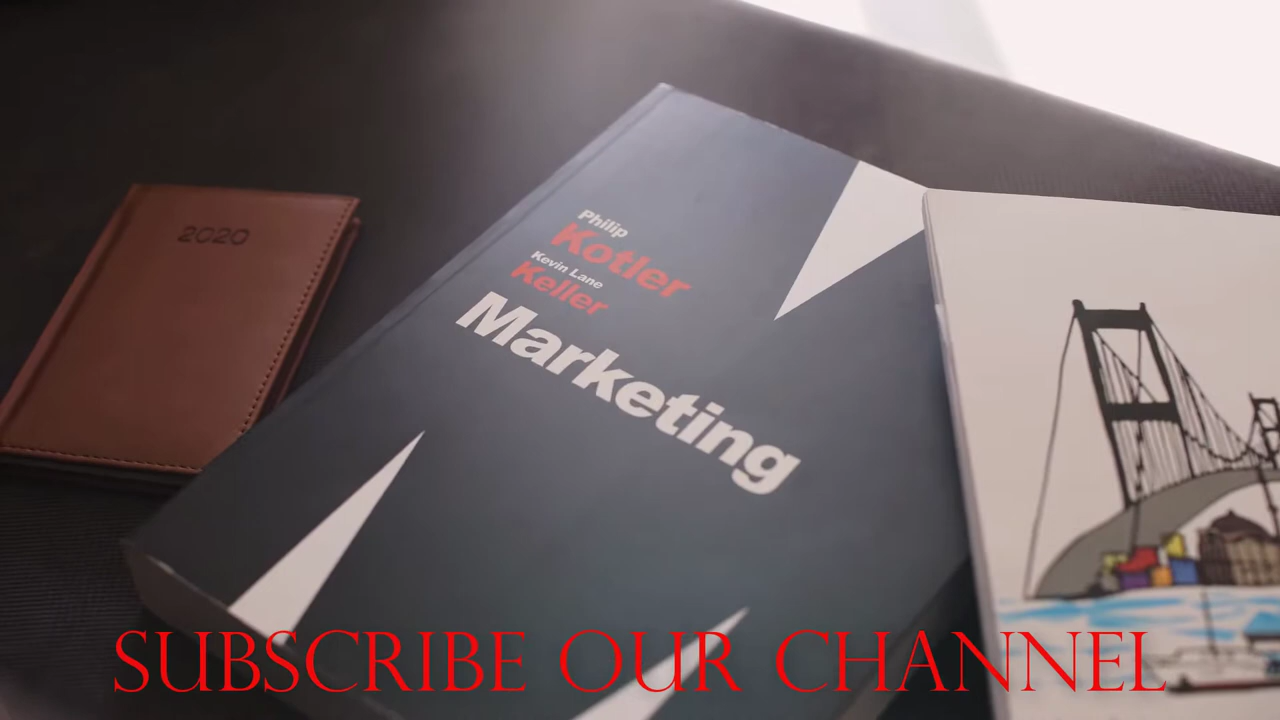 2020
Philip
Kotler
Kevin Lane
Keller
Marketing
SUBSCRIBE OUR CHANNEL